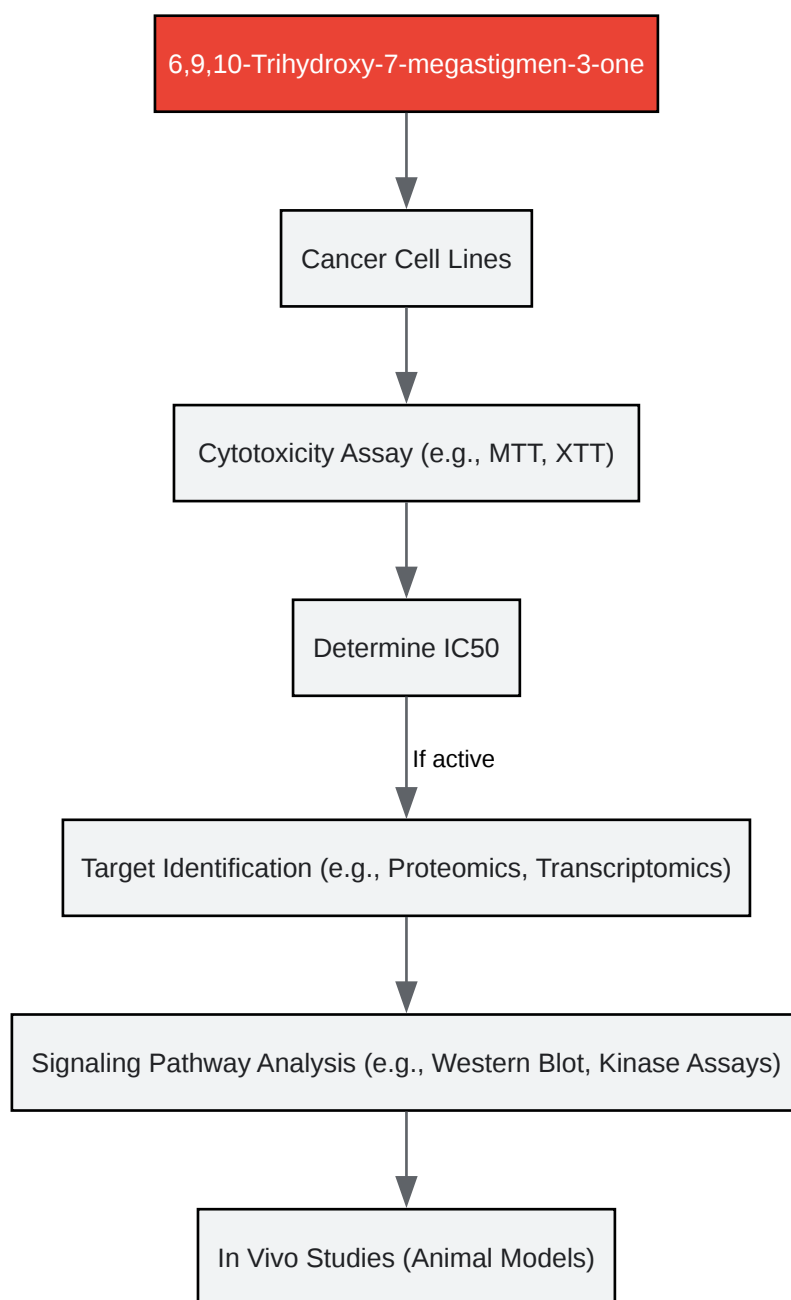 6,9,10-Trihydroxy-7-megastigmen-3-one
Cancer Cell Lines
Cytotoxicity Assay (e.g., MTT, XTT)
Determine IC50
If active
Target Identification (e.g., Proteomics, Transcriptomics)
Signaling Pathway Analysis (e.g., Western Blot, Kinase Assays)
In Vivo Studies (Animal Models)